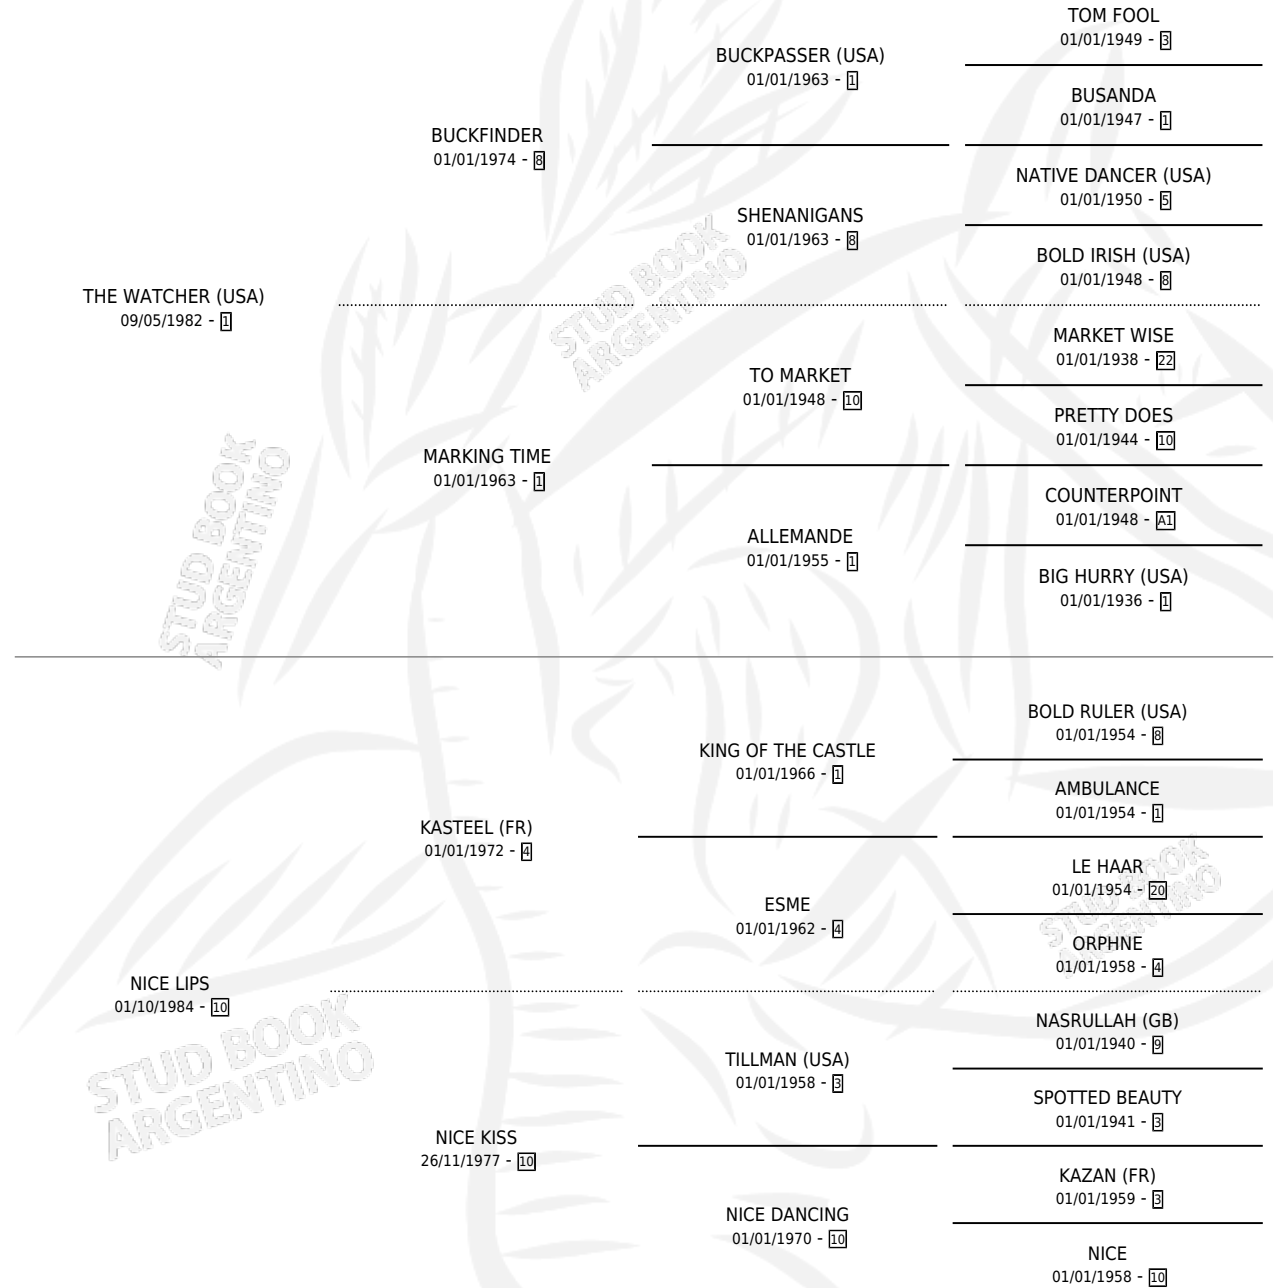 TOM FOOL
01/01/1949 - 3
BUCKPASSER (USA)
01/01/1963 - 1
BUSANDA
01/01/1947 - 1
BUCKFINDER
01/01/1974 - 8
NATIVE DANCER (USA)
01/01/1950 - 5
SHENANIGANS
01/01/1963 - 8
BOLD IRISH (USA)
01/01/1948 - 8
THE WATCHER (USA)
09/05/1982 - 1
MARKET WISE
01/01/1938 - 22
TO MARKET
01/01/1948 - 10
PRETTY DOES
01/01/1944 - 10
MARKING TIME
01/01/1963 - 1
COUNTERPOINT
01/01/1948 - A1
ALLEMANDE
01/01/1955 - 1
BIG HURRY (USA)
01/01/1936 - 1
STUD BOOK
ARGENTINO
STUD BOOK
ARGENTINO
BOLD RULER (USA)
01/01/1954 - 8
KING OF THE CASTLE
01/01/1966 - 1
AMBULANCE
01/01/1954 - 1
KASTEEL (FR)
01/01/1972 - 4
LE HAAR
01/01/1954 - 20
ESME
01/01/1962 - 4
ORPHNE
01/01/1958 - 4
NICE LIPS
01/10/1984 - 10
NASRULLAH (GB)
01/01/1940 - 9
TILLMAN (USA)
01/01/1958 - 3
SPOTTED BEAUTY
01/01/1941 - 3
NICE KISS
26/11/1977 - 10
KAZAN (FR)
01/01/1959 - 3
NICE DANCING
01/01/1970 - 10
NICE
01/01/1958 - 10
STUD BOOK
ARGENTINO
STUD BOOK
ARGENTINO